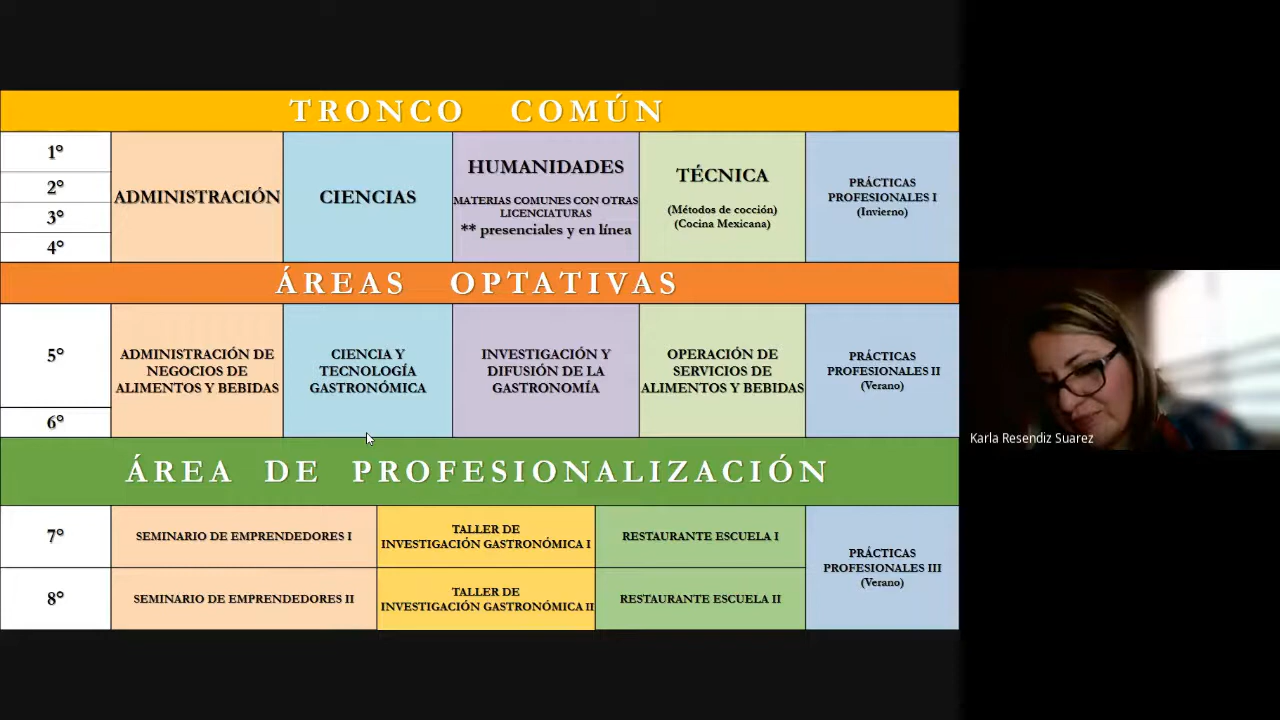 TRONCO COMÚN
1°
2°
3°
4°
ADMINISTRACIÓN
CIENCIAS
HUMANIDADES
MATERIAS COMUNES CON OTRAS
LICENCIATURAS
** presenciales y en línea
TÉCNICA
(Métodos de cocción)
(Cocina Mexicana)
PRÁCTICAS
PROFESIONALES I
(Invierno)
ÁREAS OPTATIVAS
5°
6°
ADMINISTRACIÓN DE
NEGOCIOS DE
ALIMENTOS Y BEBIDAS
CIENCIA Y
TECNOLOGÍA
GASTRONÓMICA
INVESTIGACIÓN Y
DIFUSIÓN DE LA
GASTRONOMÍA
OPERACIÓN DE
SERVICIOS DE
ALIMENTOS Y BEBIDAS
PRÁCTICAS
PROFESIONALES II
(Verano)
ÁREA DE PROFESIONALIZACIÓN
7°
SEMINARIO DE EMPRENDEDORES I
TALLER DE
INVESTIGACIÓN GASTRONÓMICA I
RESTAURANTE ESCUELA I
8°
SEMINARIO DE EMPRENDEDORES II
TALLER DE
INVESTIGACIÓN GASTRONÓMICA II
RESTAURANTE ESCUELA II
PRÁCTICAS
PROFESIONALES III
(Verano)
Karla Resendiz Suarez